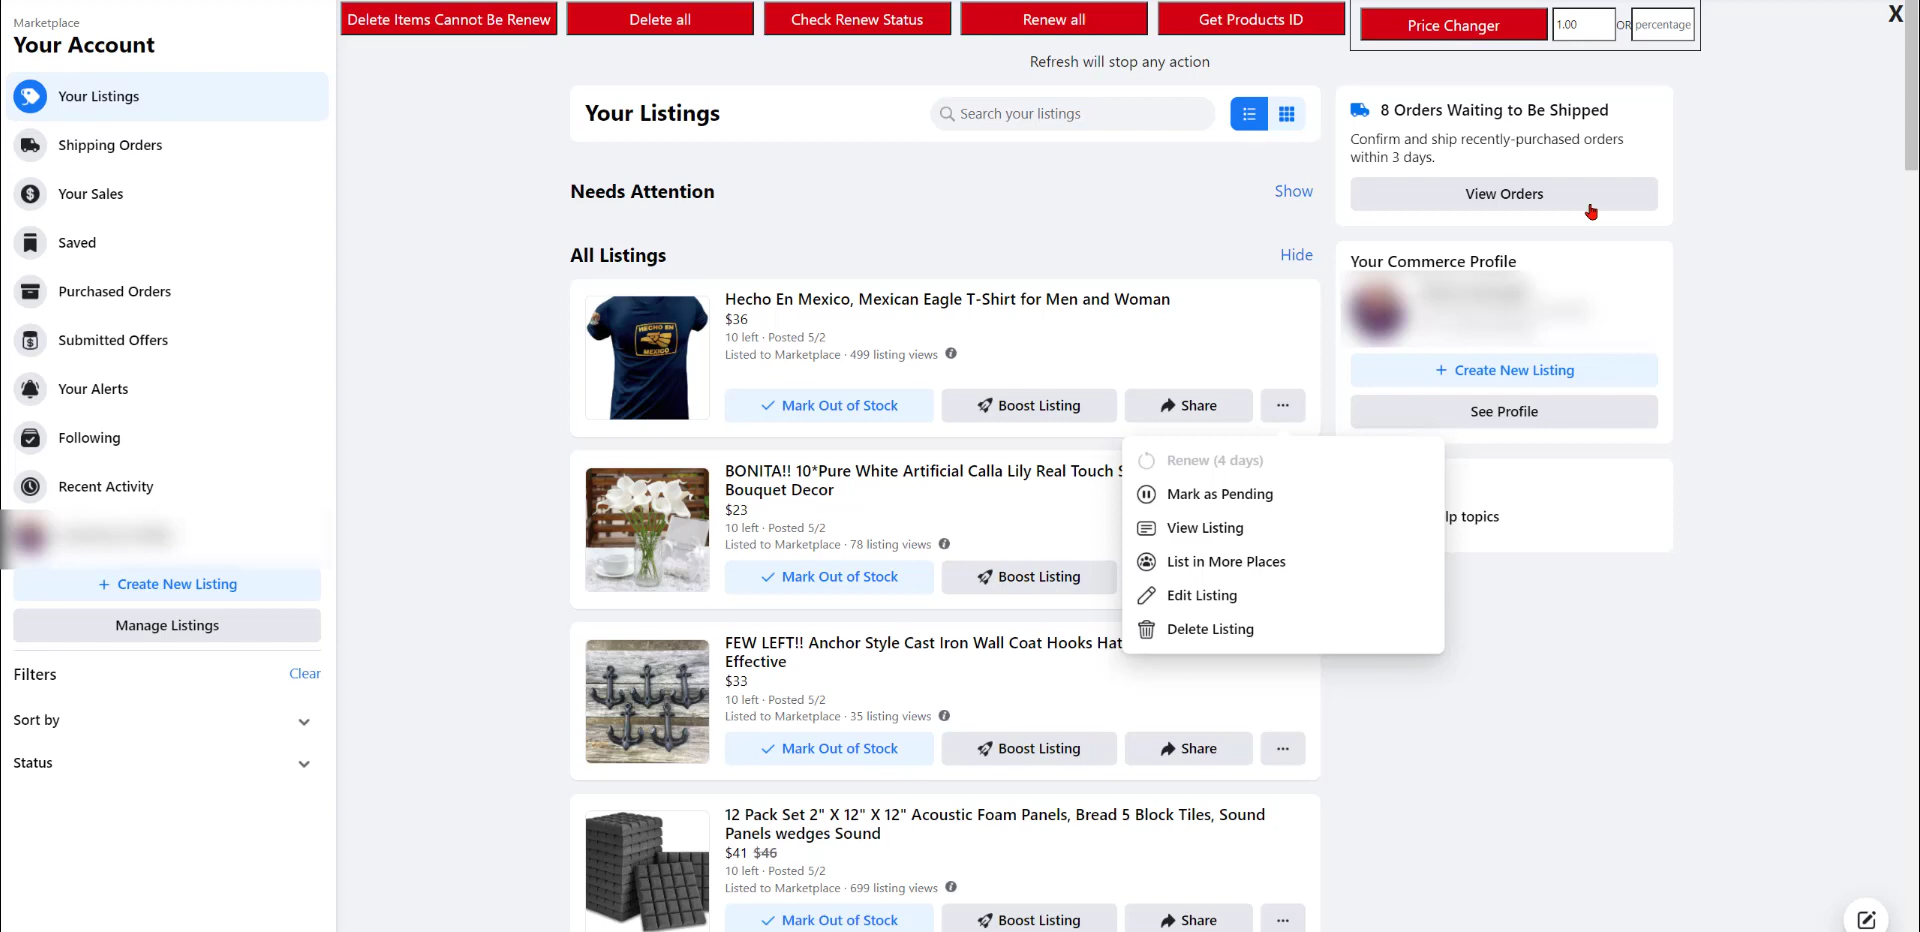 Marketplace
Your Account
Your Listings
Shipping Orders
Your Sales
Saved
Purchased Orders
Submitted Offers
Your Alerts
Following
Recent Activity
+ Create New Listing
Manage Listings
Filters
Clear
Sort by
Status
Delete Items Cannot Be Renew
Delete all
Check Renew Status
Renew all
Get Products ID
Price Changer
1.00
OR
percentage
X
Refresh will stop any action
Your Listings
Search your listings
Needs Attention
Show
All Listings
Hide
HECHO EN
MEXICO
Hecho En Mexico, Mexican Eagle T-Shirt for Men and Woman
$36
10 left · Posted 5/2
Listed to Marketplace · 499 listing views
Mark Out of Stock
Boost Listing
Share
Renew (4 days)
Mark as Pending
View Listing
List in More Places
Edit Listing
Delete Listing
BONITA!! 10*Pure White Artificial Calla Lily Real Touch
Bouquet Decor
$23
10 left · Posted 5/2
Listed to Marketplace · 78 listing views
Mark Out of Stock
Boost Listing
FEW LEFT!! Anchor Style Cast Iron Wall Coat Hooks
Effective
$33
10 left · Posted 5/2
Listed to Marketplace · 35 listing views
Mark Out of Stock
Boost Listing
Share
12 Pack Set 2" X 12" X 12" Acoustic Foam Panels, Bread 5 Block Tiles, Sound
Panels wedges Sound
$41 $46
10 left · Posted 5/2
Listed to Marketplace · 699 listing views
Mark Out of Stock
Boost Listing
Share
8 Orders Waiting to Be Shipped
Confirm and ship recently-purchased orders
within 3 days.
View Orders
Your Commerce Profile
+ Create New Listing
See Profile
lp topics